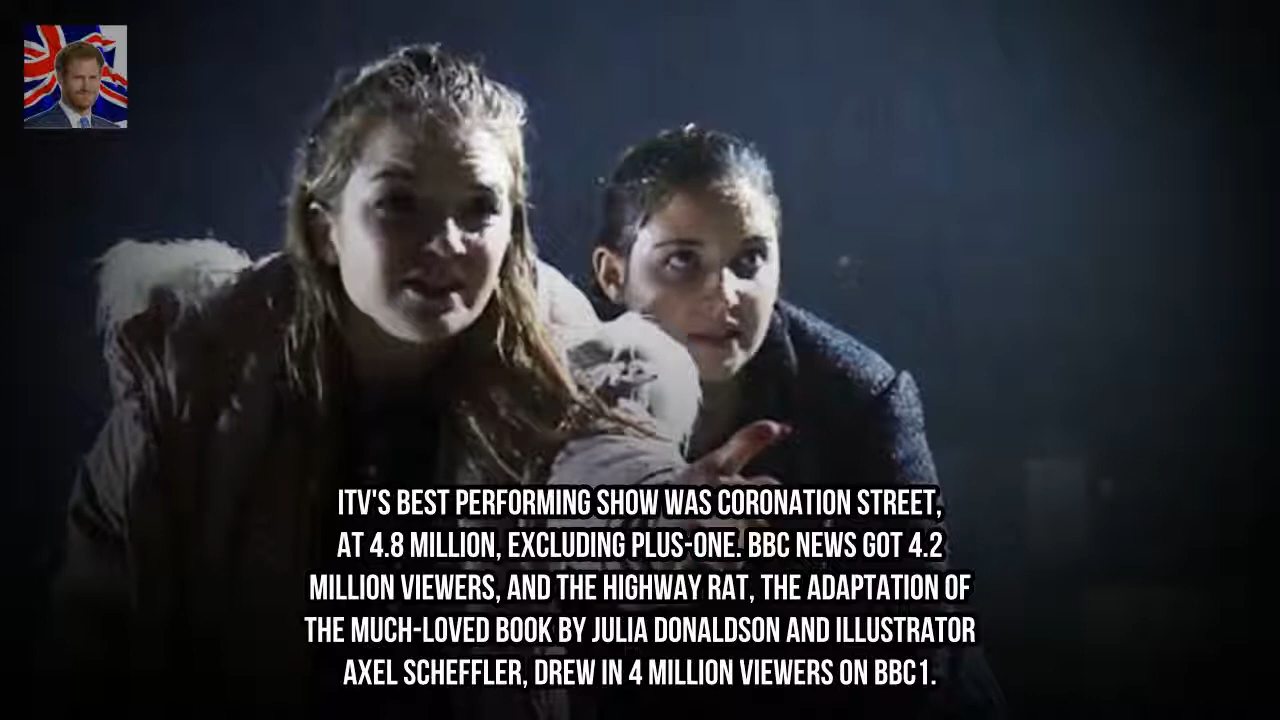 ITV'S BEST PERFORMING SHOW WAS CORONATION STREET,
AT 4.8 MILLION, EXCLUDING PLUS-ONE. BBC NEWS GOT 4.2
MILLION VIEWERS, AND THE HIGHWAY RAT, THE ADAPTATION OF
THE MUCH-LOVED BOOK BY JULIA DONALDSON AND ILLUSTRATOR
AXEL SCHEFFLER, DREW IN 4 MILLION VIEWERS ON BBC1.